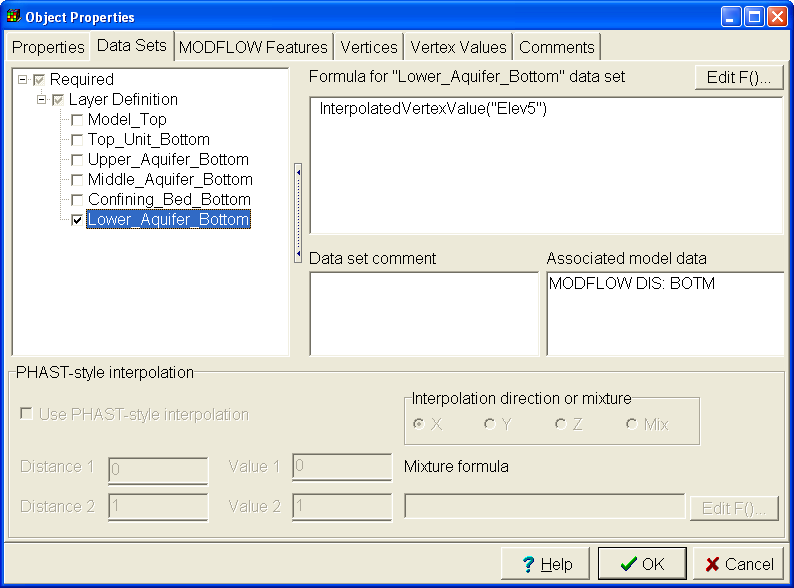 Object Properties
Properties Data Sets MODFLOW Features Vertices Vertex Values Comments
Required
Layer Definition
Model_Top
Top_Unit_Bottom
Upper_Aquifer_Bottom
Middle_Aquifer_Bottom
Confining_Bed_Bottom
Lower_Aquifer_Bottom
Formula for "Lower_Aquifer_Bottom" data set
Edit F()...
InterpolatedVertexValue("Elev5")
Data set comment
Associated model data
MODFLOW DIS: BOTM
PHAST-style interpolation
Use PHAST-style interpolation
Interpolation direction or mixture
X Y Z Mix
Distance 1 0 Value 1 0
Mixture formula
Distance 2 1 Value 2 1
Edit F()...
? Help OK Cancel